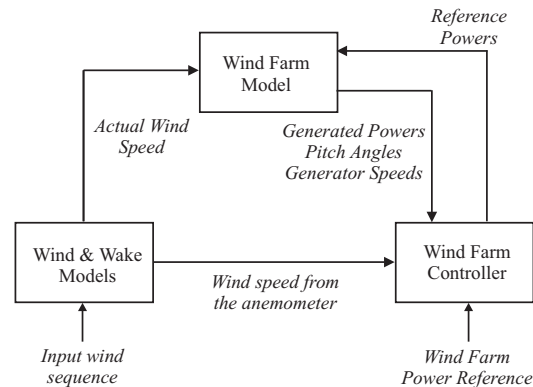 Reference
Powers
Wind Farm
Model
Actual Wind
Speed
Generated Powers
Pitch Angles
Generator Speeds
Wind & Wake
Models
Wind Farm
Controller
Wind speed from
the anemometer
Input wind
sequence
Wind Farm
Power Reference